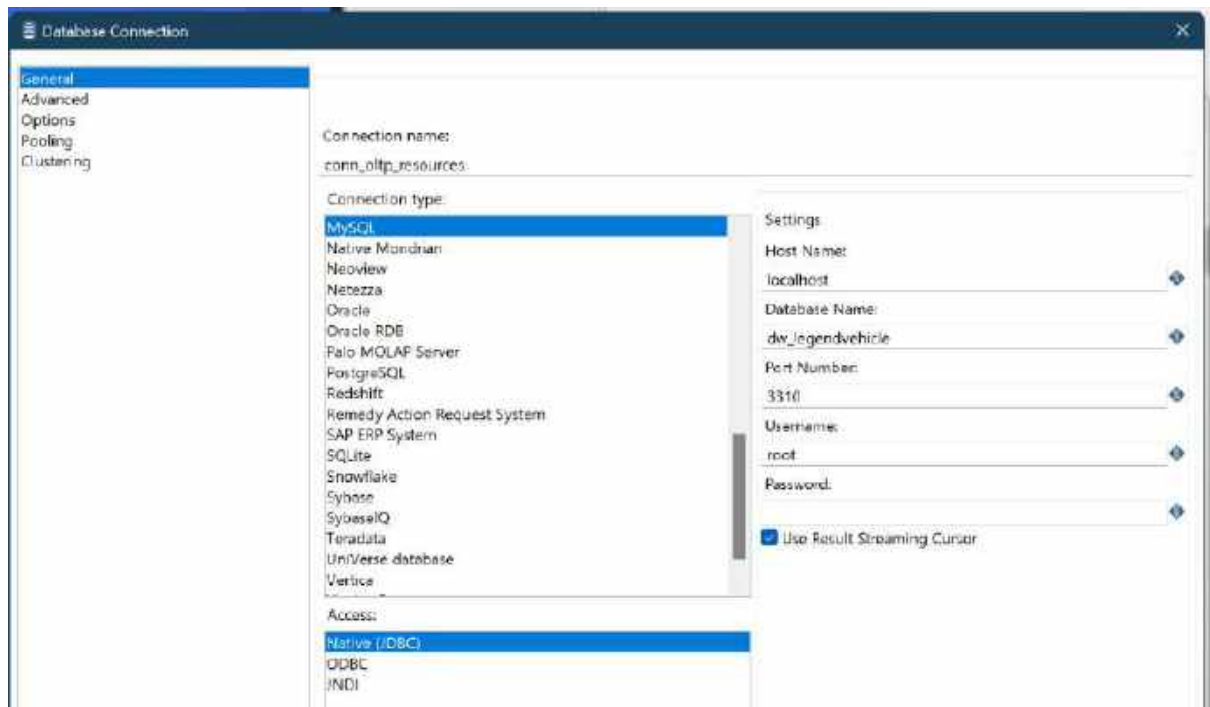 Database Connection
General
Advanced
Options
Pooling
Clustering
Connection name:
conn_oltp_resources
Connection type:
MySQL
Native Mondrian
Neoview
Netezza
Oracle
Oracle RDB
Palo MOLAP Server
PostgreSQL
Redshift
Remedy Action Request System
SAP ERP System
SQLite
Snowflake
Sybase
SybaseIQ
Teradata
UniVerse database
Vertica
Access:
Native (JDBC)
ODBC
JNDI
Settings
Host Name:
localhost
Database Name:
dw_legendvehicle
Port Number:
3310
Username:
root
Password:
Use Result Streaming Cursor